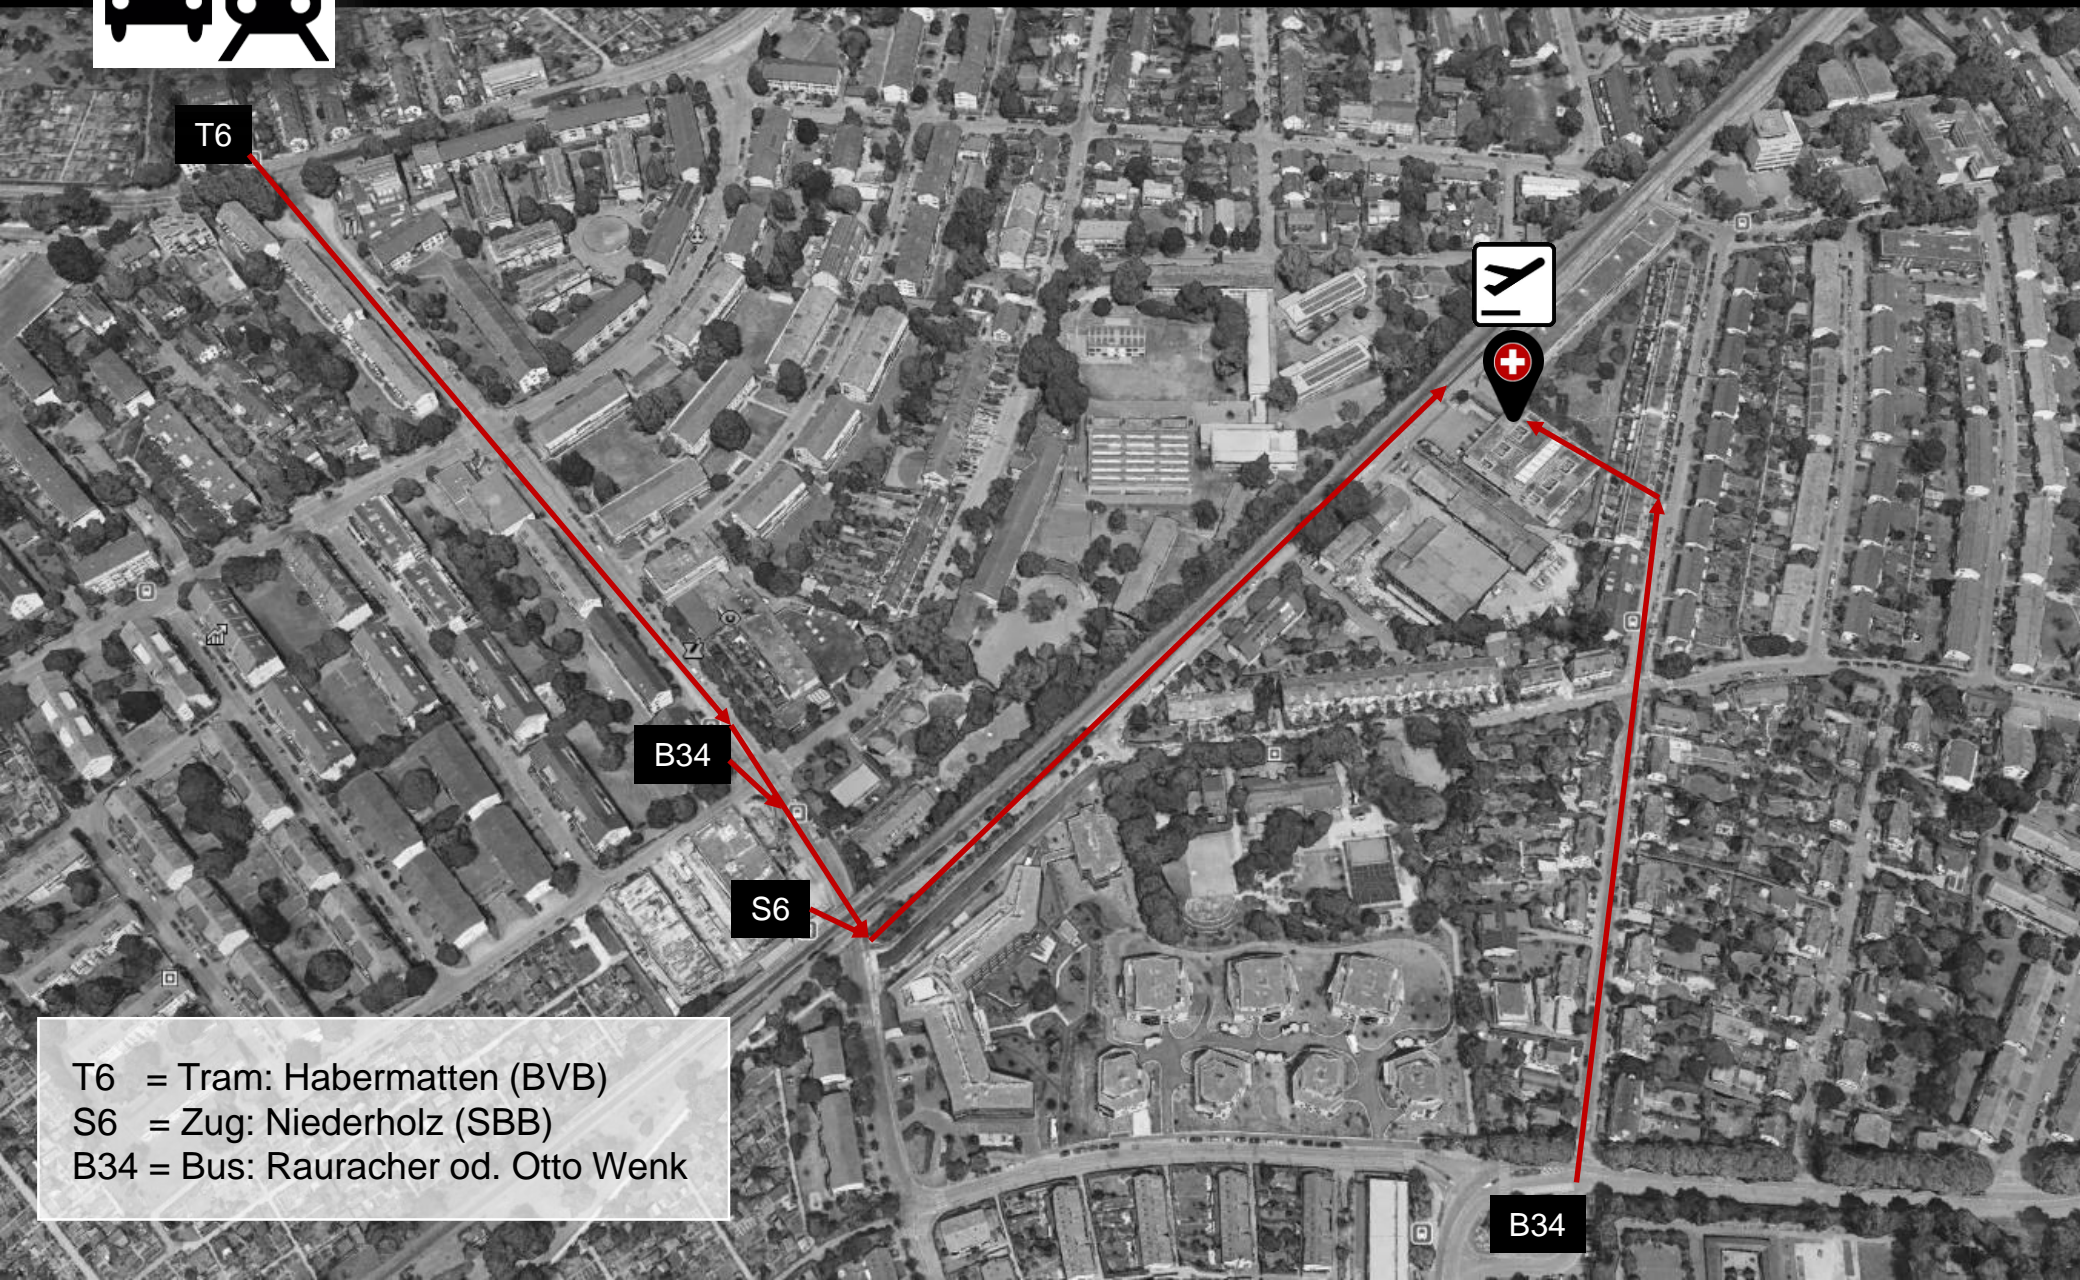 T6
B34
S6
T6 = Tram: Habermatten (BVB)
S6 = Zug: Niederholz (SBB)
B34 = Bus: Rauracher od. Otto Wenk
B34